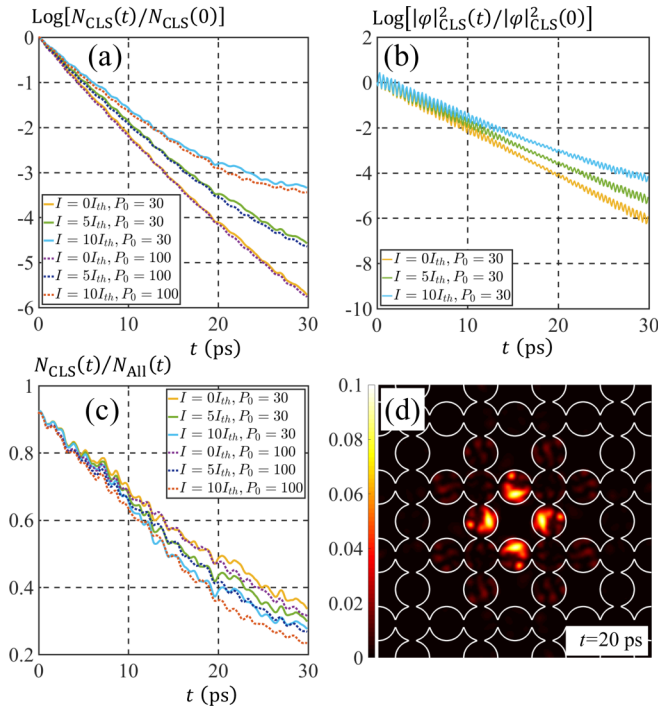 Log[N_CLS(t)/N_CLS(0)]
(a)
0
-1
-2
-3
-4
-5
-6
I = 0I_th, P_0 = 30
I = 5I_th, P_0 = 30
I = 10I_th, P_0 = 30
I = 0I_th, P_0 = 100
I = 5I_th, P_0 = 100
I = 10I_th, P_0 = 100
0 10 20 30
t (ps)
Log[|φ|²_CLS(t)/|φ|²_CLS(0)]
(b)
2
0
-2
-4
-6
-8
-10
I = 0I_th, P_0 = 30
I = 5I_th, P_0 = 30
I = 10I_th, P_0 = 30
0 10 20 30
t (ps)
N_CLS(t)/N_All(t)
(c)
1
0.8
0.6
0.4
0.2
I = 0I_th, P_0 = 30
I = 5I_th, P_0 = 30
I = 10I_th, P_0 = 30
I = 0I_th, P_0 = 100
I = 5I_th, P_0 = 100
I = 10I_th, P_0 = 100
0 10 20 30
t (ps)
0.1
0.08
0.06
0.04
0.02
0
(d)
t=20 ps